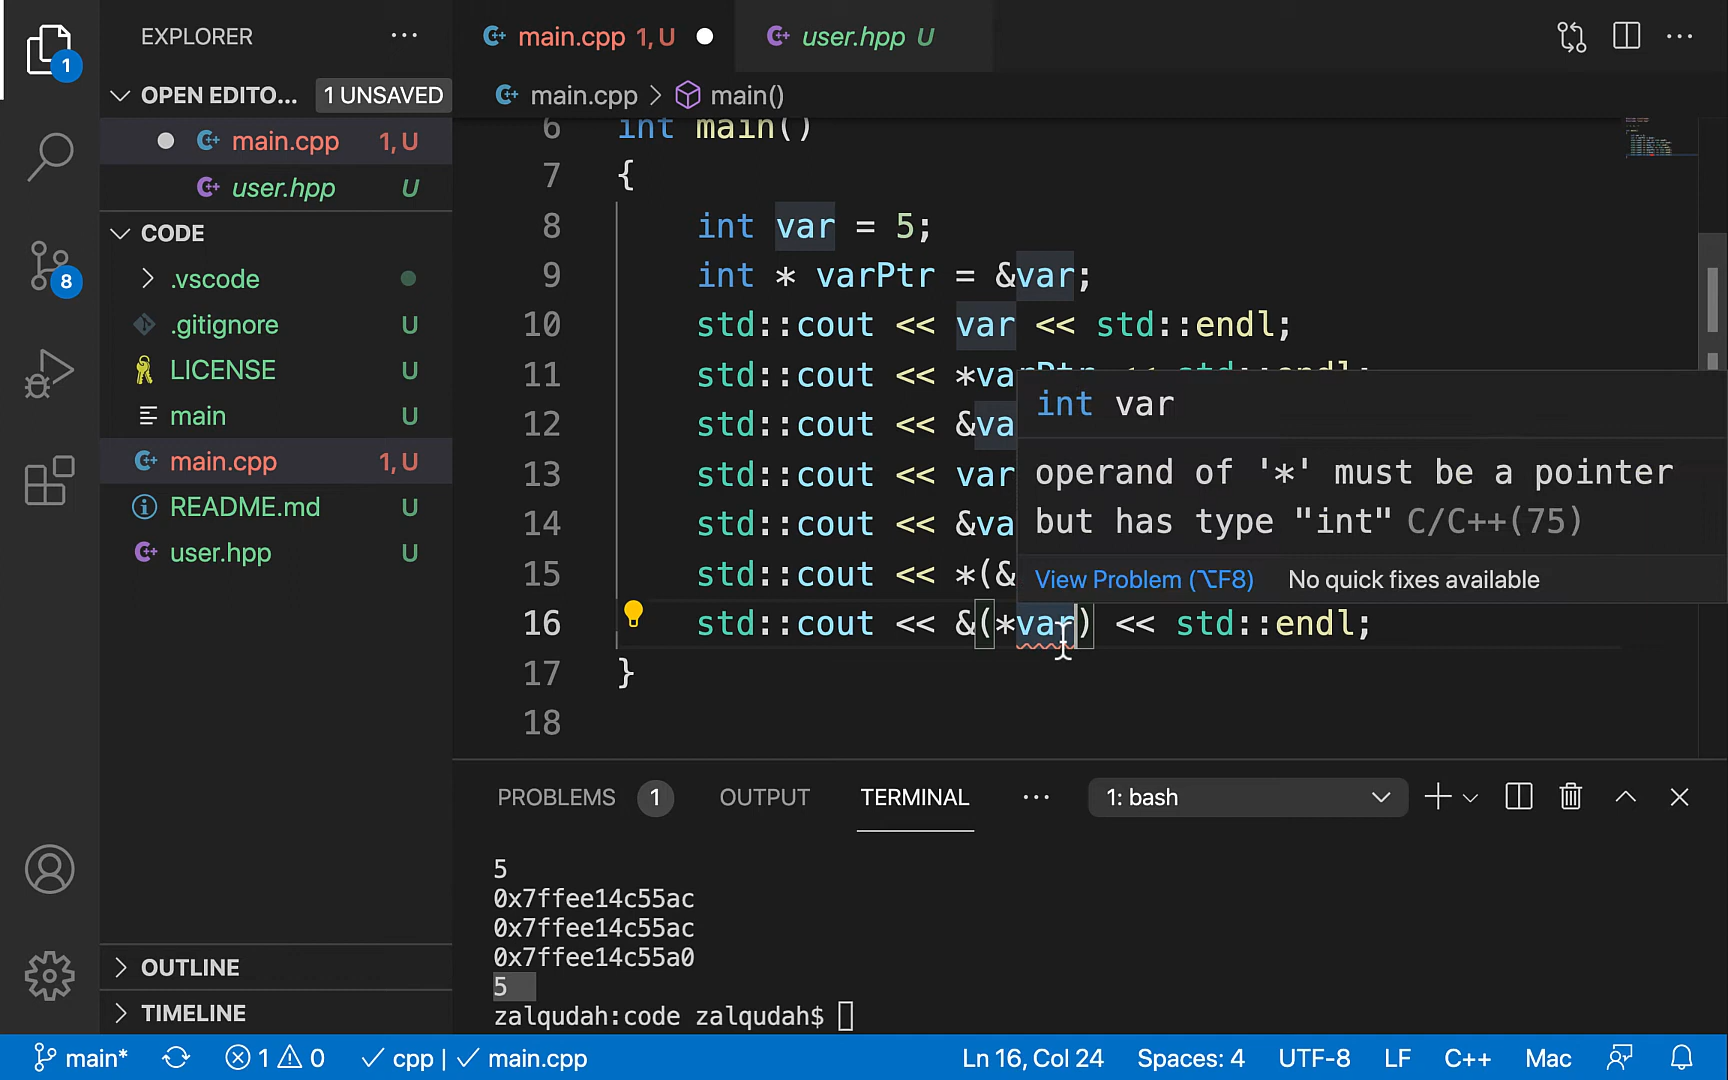 EXPLORER
OPEN EDITO... 1 UNSAVED
main.cpp 1, U
user.hpp U
CODE
.vscode
.gitignore U
LICENSE U
main U
main.cpp 1, U
README.md U
user.hpp U
OUTLINE
TIMELINE
1
8
main.cpp 1, U
user.hpp U
main.cpp > main()
6 int main()
7 {
8 int var = 5;
9 int * varPtr = &var;
10 std::cout << var << std::endl;
11 std::cout << *varPtr << std::endl;
12 std::cout << &va
13 std::cout << var
14 std::cout << &va
15 std::cout << *(&
16 std::cout << &(*var) << std::endl;
17 }
18
int var
operand of '*' must be a pointer
but has type "int" C/C++(75)
View Problem (⌥F8) No quick fixes available
PROBLEMS 1 OUTPUT TERMINAL ... 1: bash
5
0x7ffee14c55ac
0x7ffee14c55ac
0x7ffee14c55a0
5
zalqudah:code zalqudah$
main* 1 0 cpp | main.cpp Ln 16, Col 24 Spaces: 4 UTF-8 LF C++ Mac